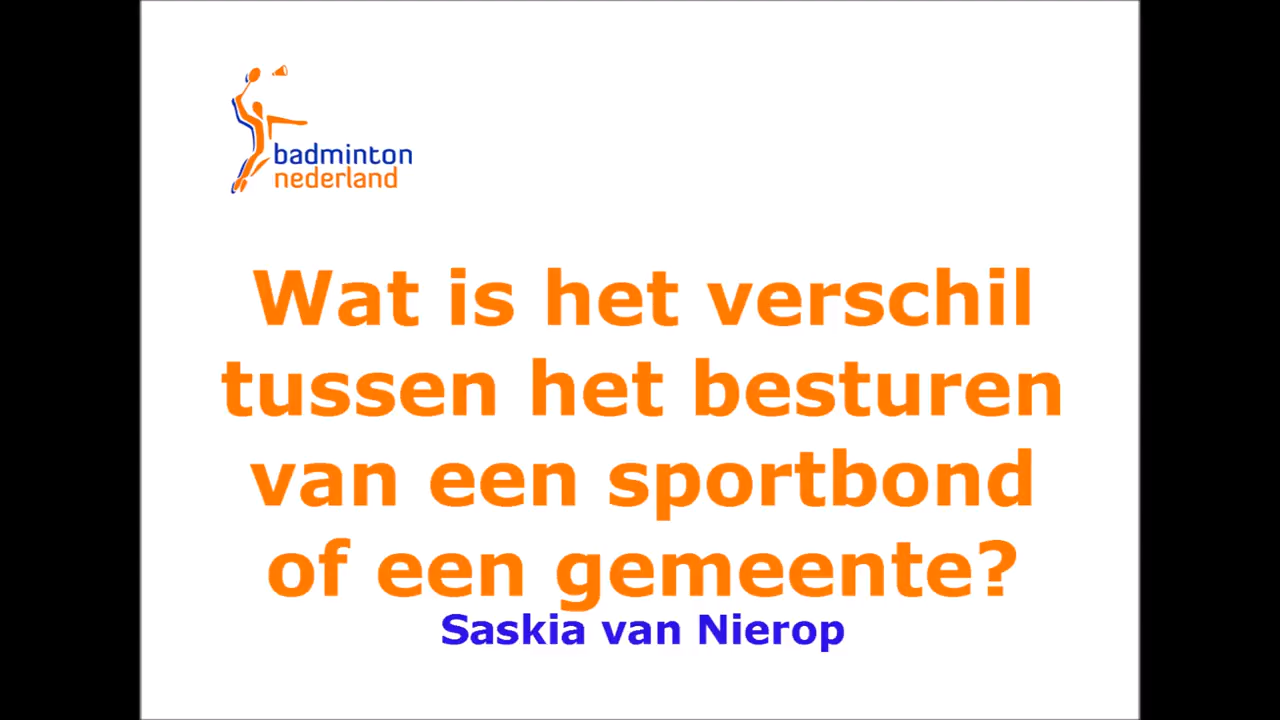 badminton
nederland
Wat is het verschil
tussen het besturen
van een sportbond
of een gemeente?
Saskia van Nierop